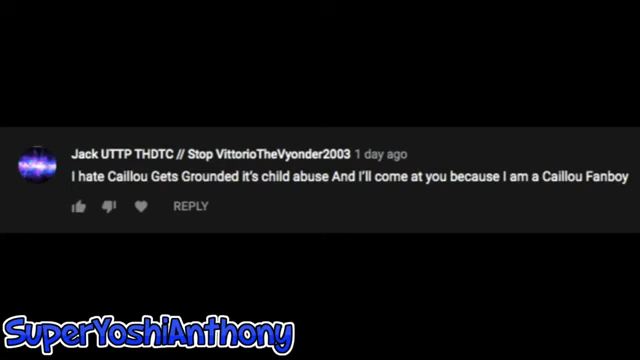 Jack UTTP THDTC // Stop VittorioTheVyonder2003 1 day ago
I hate Caillou Gets Grounded it's child abuse And I'll come at you because I am a Caillou Fanboy
REPLY
SuperYoshiAnthony